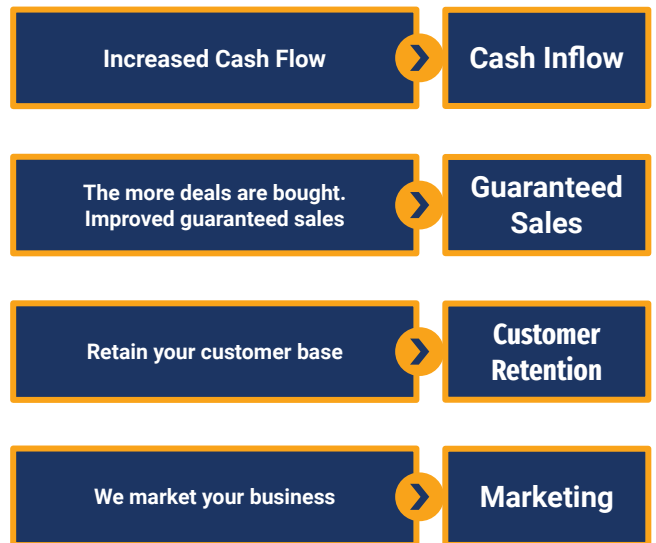 Increased Cash Flow
Cash Inflow
The more deals are bought.
Improved guaranteed sales
Guaranteed
Sales
Retain your customer base
Customer
Retention
We market your business
Marketing